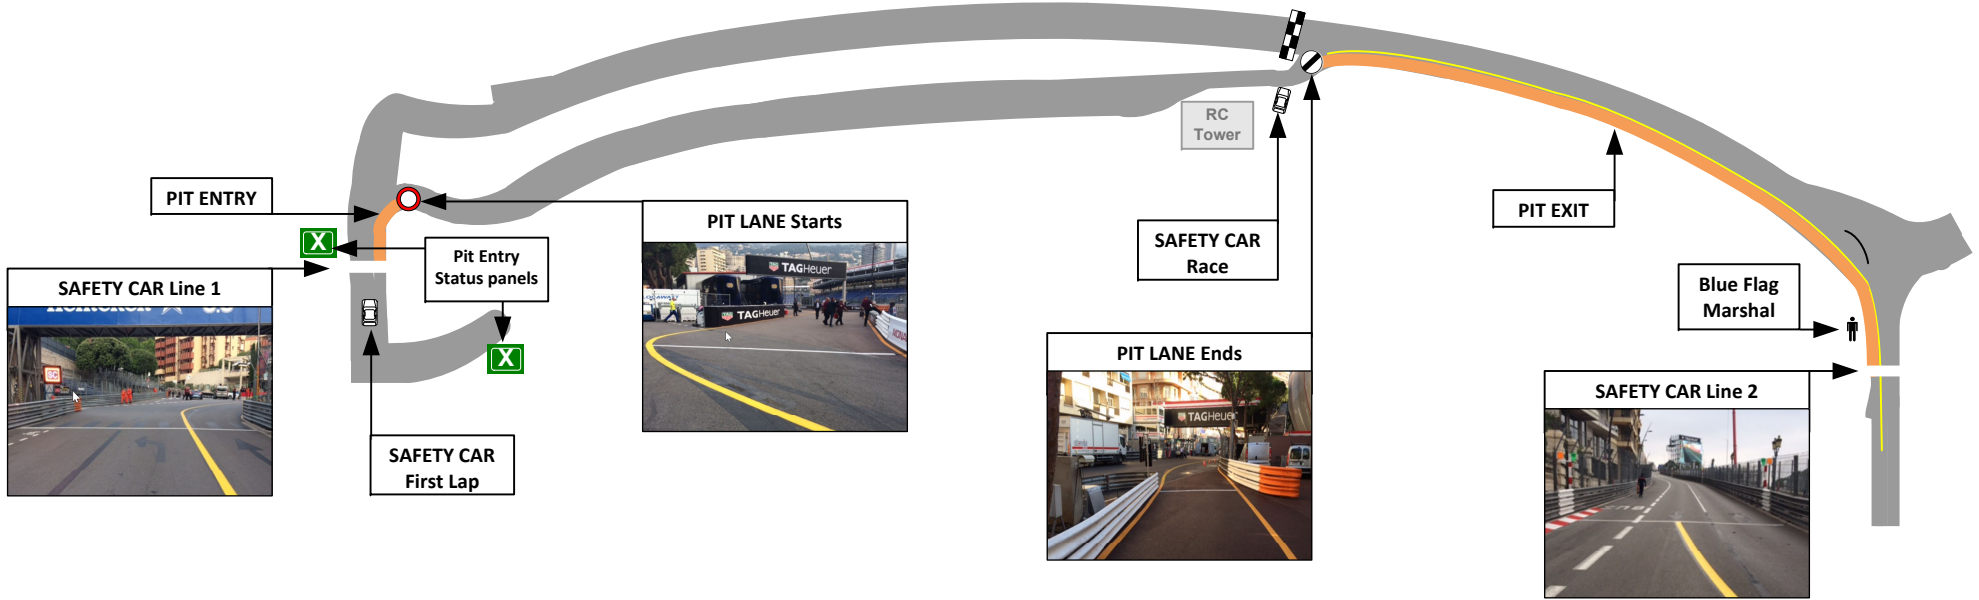 RC
Tower
PIT ENTRY
X
Pit Entry
Status panels
X
SAFETY CAR Line 1
SAFETY CAR
First Lap
PIT LANE Starts
TAGHeuer
TAGHeuer
SAFETY CAR
Race
PIT LANE Ends
TAGHeuer
PIT EXIT
Blue Flag
Marshal
SAFETY CAR Line 2